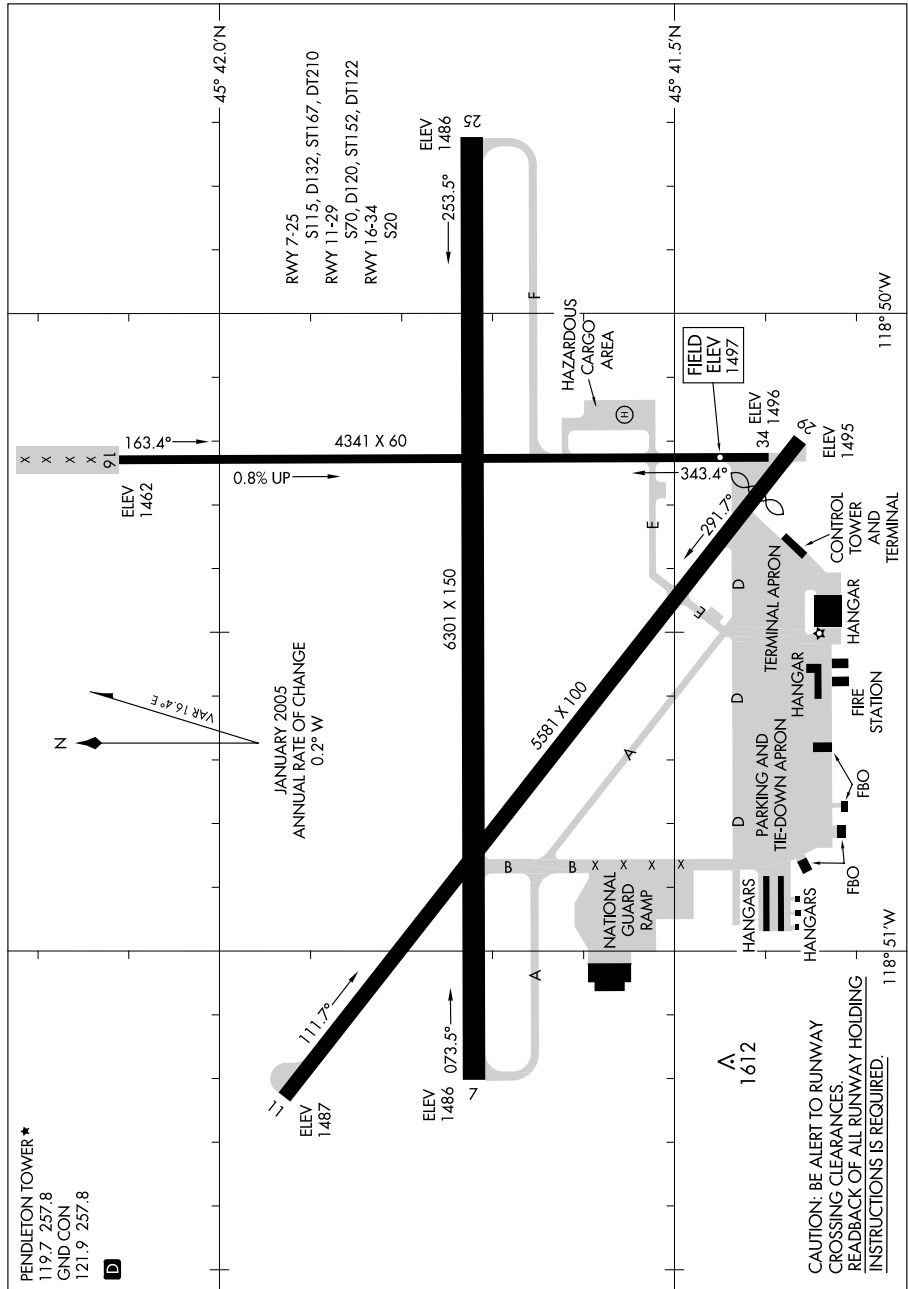 PENDLETON TOWER★
119.7 257.8
GND CON
121.9 257.8
D
N
VAR 16.4° E
JANUARY 2005
ANNUAL RATE OF CHANGE
0.2° W
X X X X
16
163.4°
ELEV
1462
0.8% UP
4341 X 60
45° 42.0'N
RWY 7-25
S115, D132, ST167, DT210
RWY 11-29
S70, D120, ST152, DT122
RWY 16-34
S20
11
111.7°
ELEV
1487
ELEV
1486
7
073.5°
6301 X 150
5581 X 100
ELEV
1486
25
253.5°
A
B
B
X X X X
A
NATIONAL
GUARD
RAMP
E
E
F
HAZARDOUS
CARGO
AREA
H
291.7°
343.4°
FIELD
ELEV
1497
45° 41.5'N
34
ELEV
1496
29
ELEV
1495
D
D
D
TERMINAL APRON
PARKING AND
TIE-DOWN APRON
CONTROL
TOWER
AND
TERMINAL
HANGAR
HANGAR
FIRE
STATION
FBO
FBO
HANGARS
HANGARS
1612
118° 51'W
118° 50'W
CAUTION: BE ALERT TO RUNWAY
CROSSING CLEARANCES.
READBACK OF ALL RUNWAY HOLDING
INSTRUCTIONS IS REQUIRED.